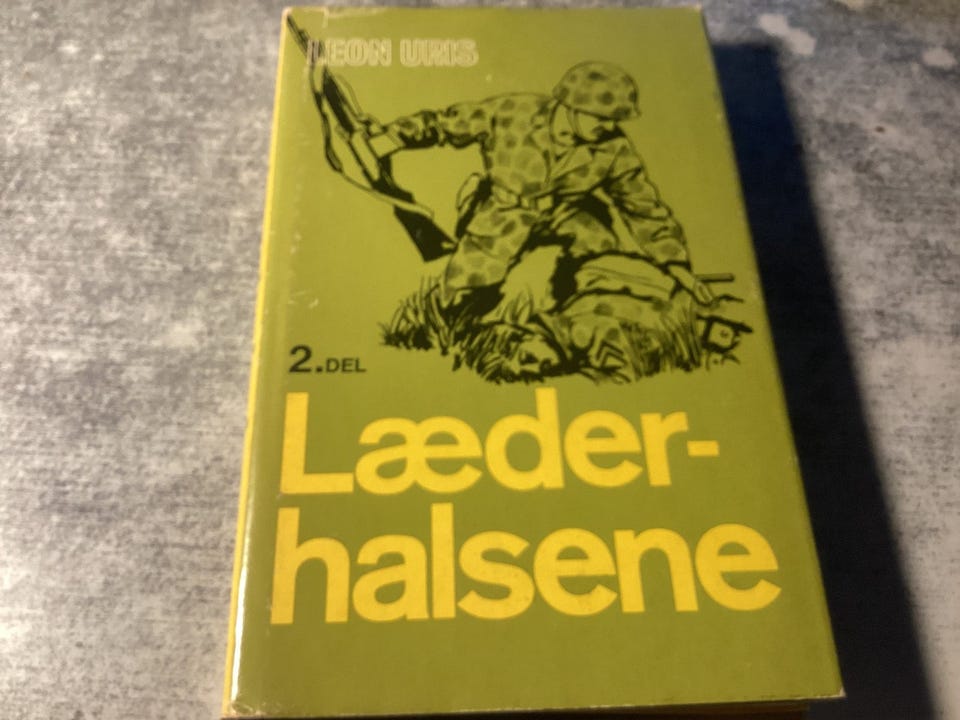 LEON URIS
2.DEL
Læder-
halsene